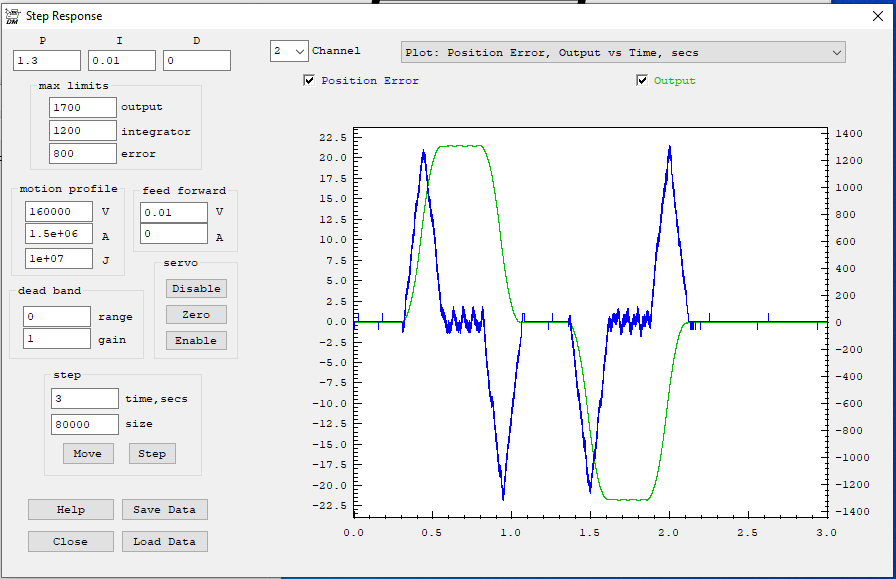 Step Response
P I D
1.3 0.01 0
2 Channel
Plot: Position Error, Output vs Time, secs
Position Error
Output
max limits
1700 output
1200 integrator
800 error
motion profile
160000 V
1.5e+06 A
1e+07 J
feed forward
0.01 V
0 A
servo
Disable
Zero
Enable
dead band
0 range
1 gain
step
3 time,secs
80000 size
Move Step
Help Save Data
Close Load Data
22.5
20.0
17.5
15.0
12.5
10.0
7.5
5.0
2.5
0.0
-2.5
-5.0
-7.5
-10.0
-12.5
-15.0
-17.5
-20.0
-22.5
1400
1200
1000
800
600
400
200
0
-200
-400
-600
-800
-1000
-1200
-1400
0.0 0.5 1.0 1.5 2.0 2.5 3.0